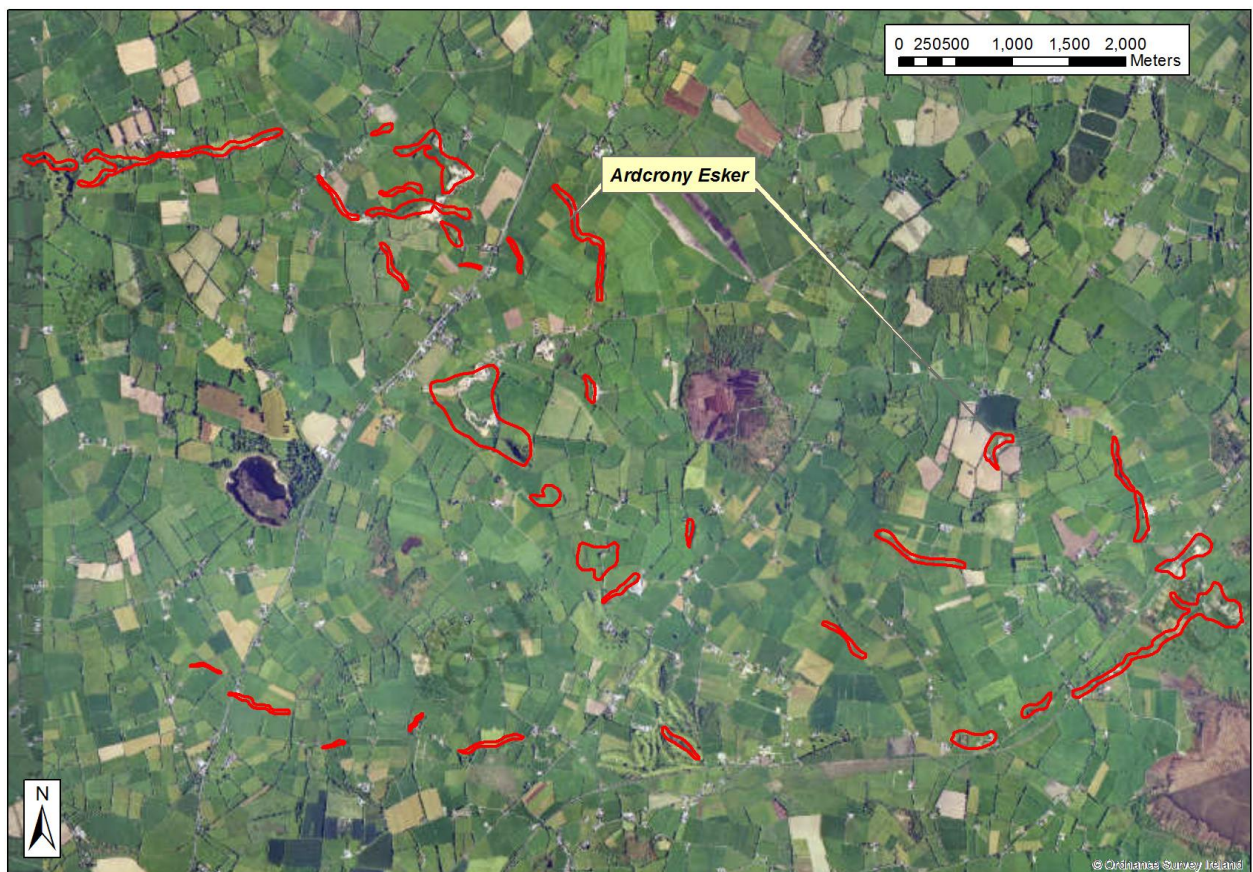 0 250500 1,000 1,500 2,000
Meters
Ardcrony Esker
N
© Ordnance Survey Ireland